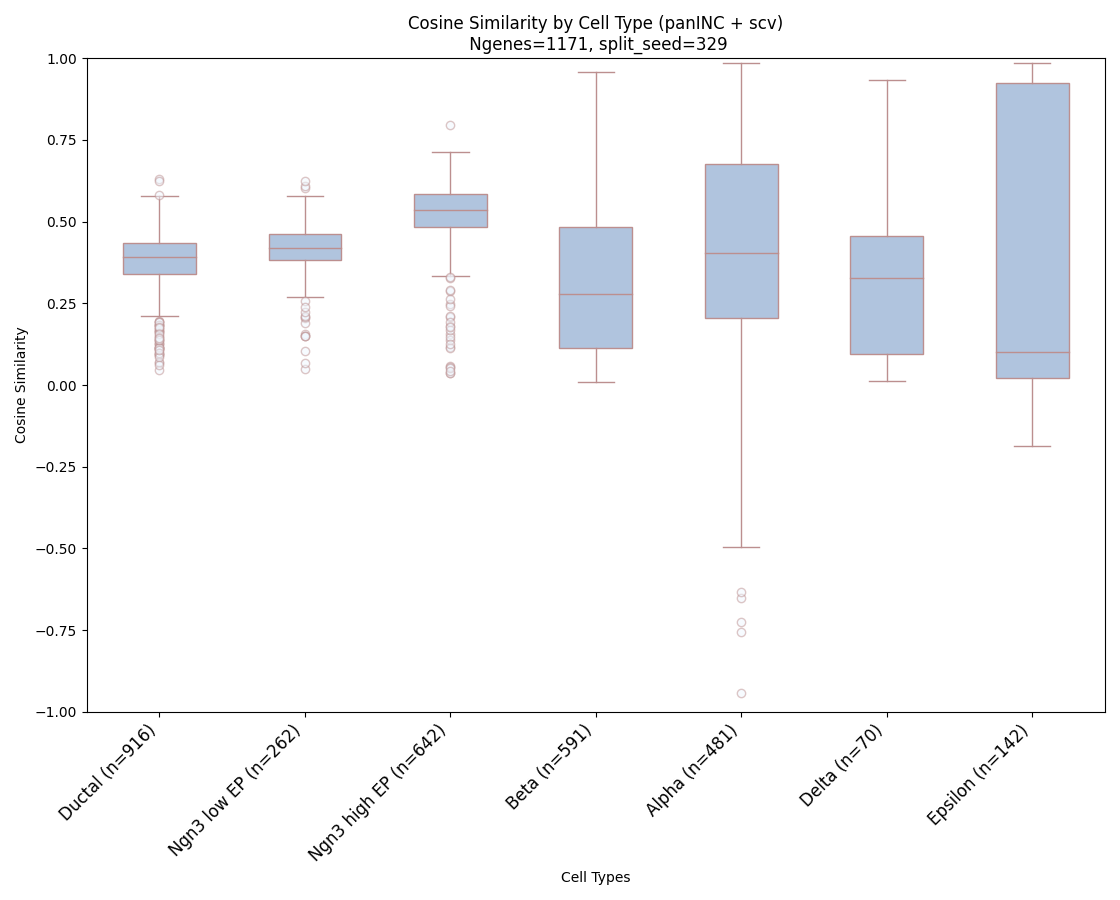 Cosine Similarity by Cell Type (panINC + scv)
Ngenes=1171, split_seed=329
1.00
0.75
0.50
0.25
0.00
−0.25
−0.50
−0.75
−1.00
Cosine Similarity
Ductal (n=916)
Ngn3 low EP (n=262)
Ngn3 high EP (n=642)
Beta (n=591)
Alpha (n=481)
Delta (n=70)
Epsilon (n=142)
Cell Types